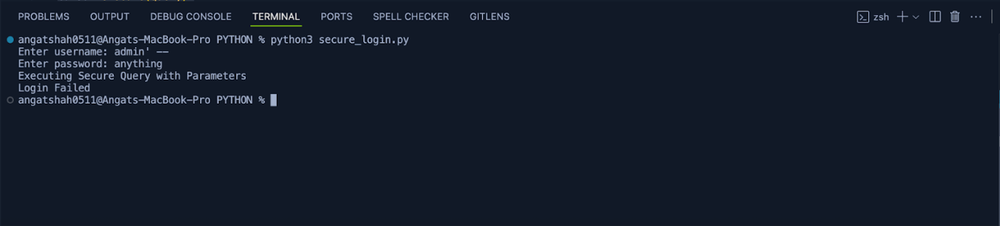 PROBLEMS OUTPUT DEBUG CONSOLE TERMINAL PORTS SPELL CHECKER GITLENS zsh
angatshah0511@Angats-MacBook-Pro PYTHON % python3 secure_login.py
Enter username: admin' --
Enter password: anything
Executing Secure Query with Parameters
Login Failed
angatshah0511@Angats-MacBook-Pro PYTHON %